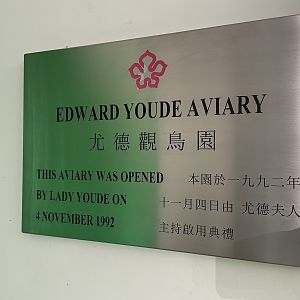 EDWARD YOUDE AVIARY
尤德觀鳥園
THIS AVIARY WAS OPENED
BY LADY YOUDE ON
4 NOVEMBER 1992
本園於一九九二年
十一月四日由 尤德夫人
主持啟用典禮